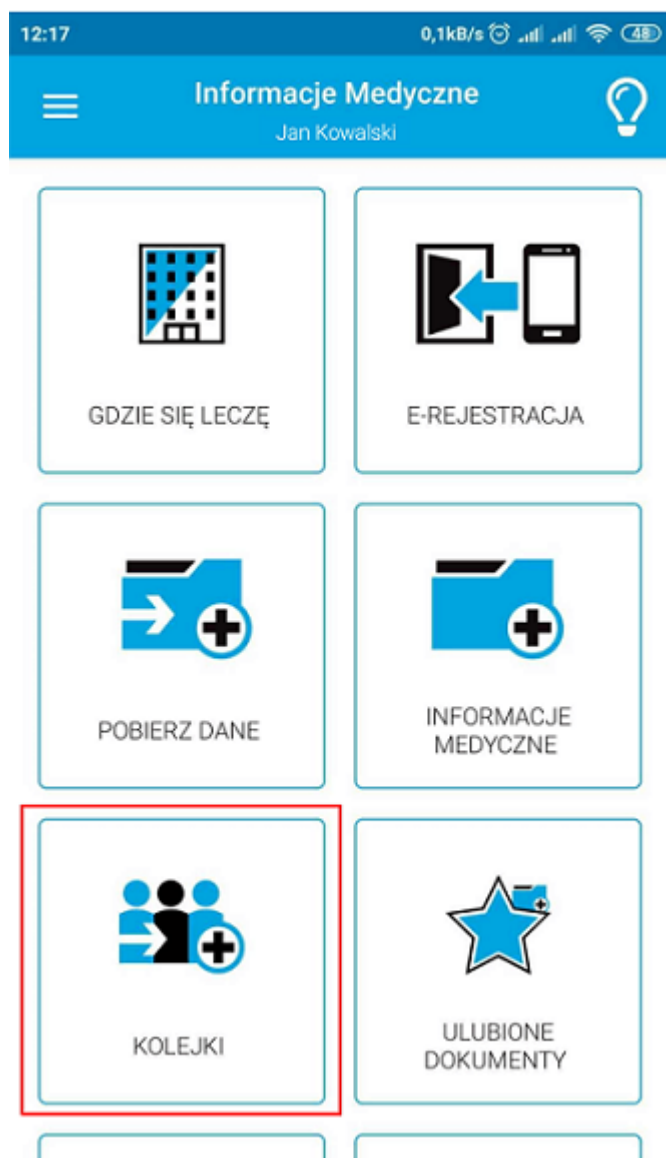 12:17
0,1kB/s
48
Informacje Medyczne
Jan Kowalski
GDZIE SIĘ LECZĘ
E-REJESTRACJA
POBIERZ DANE
INFORMACJE
MEDYCZNE
KOLEJKI
ULUBIONE
DOKUMENTY